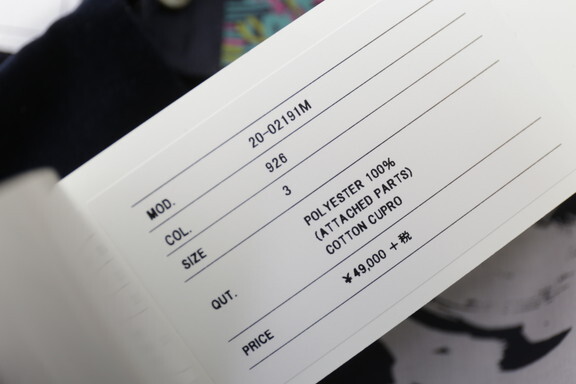 MOD. 20-02191M
COL. 926
SIZE 3
QUT. POLYESTER 100%
(ATTACHED PARTS)
COTTON CUPRO
PRICE ¥49,000 + 税